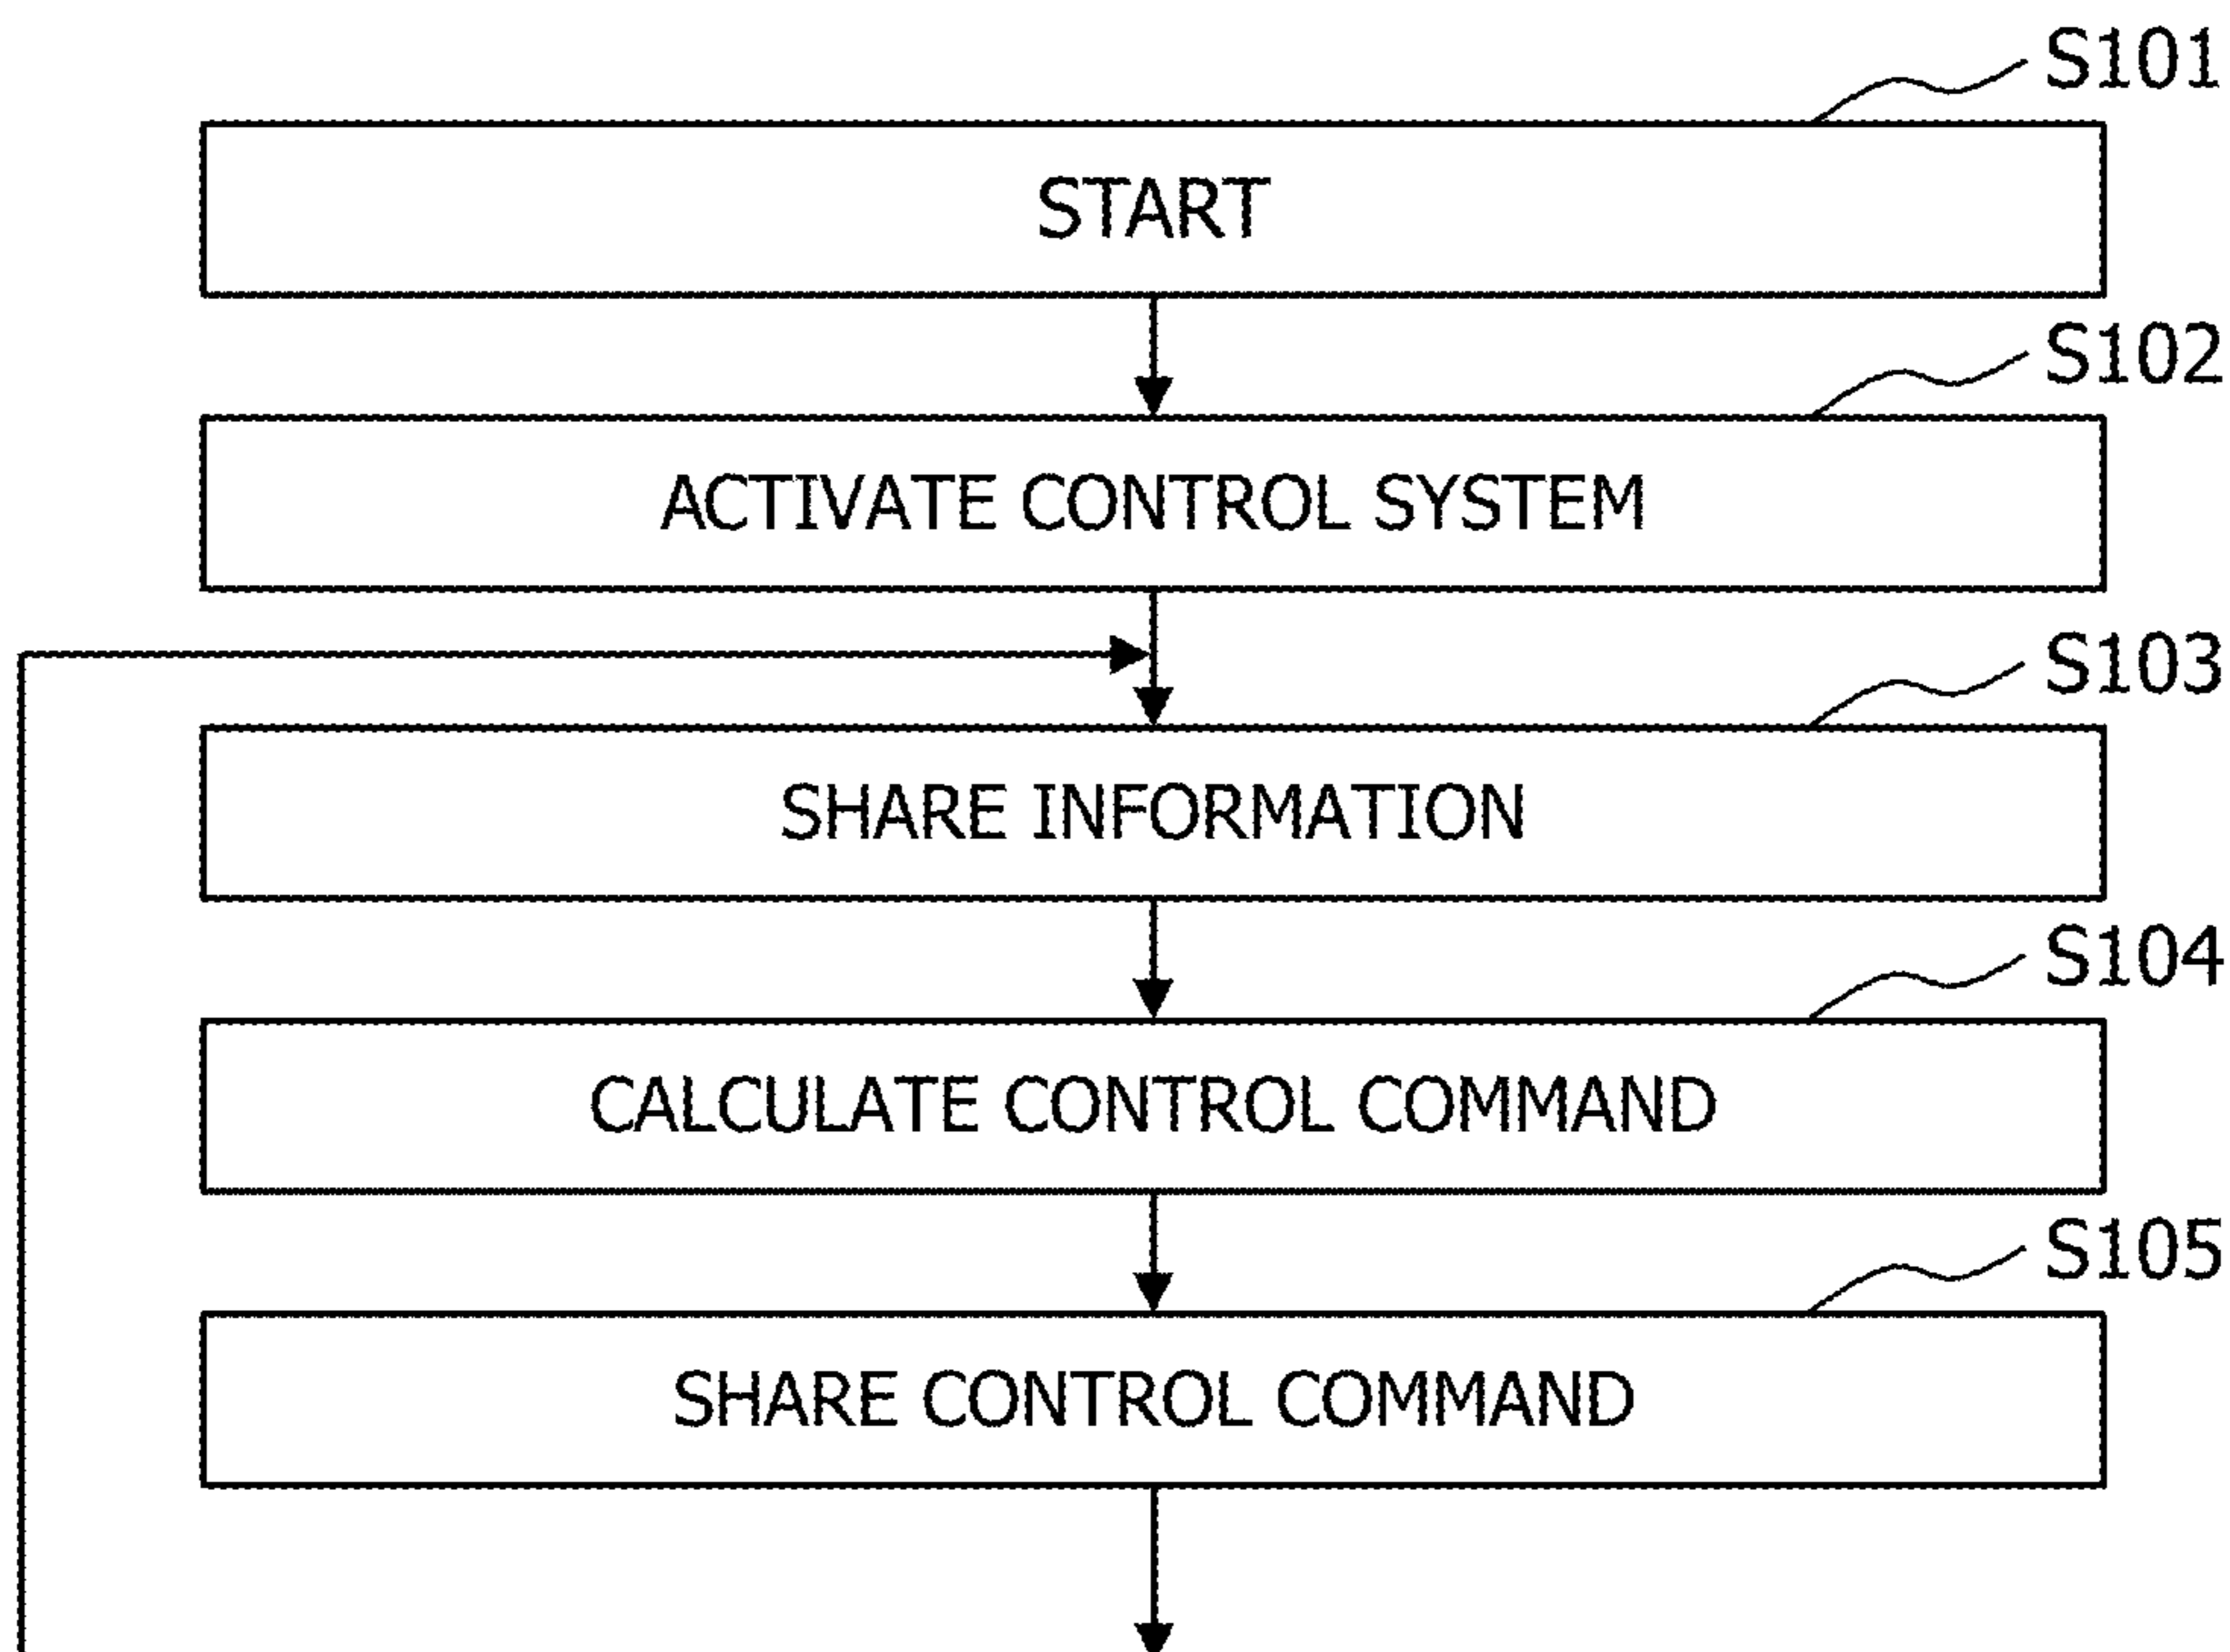 S101
START
S102
ACTIVATE CONTROL SYSTEM
S103
SHARE INFORMATION
S104
CALCULATE CONTROL COMMAND
S105
SHARE CONTROL COMMAND